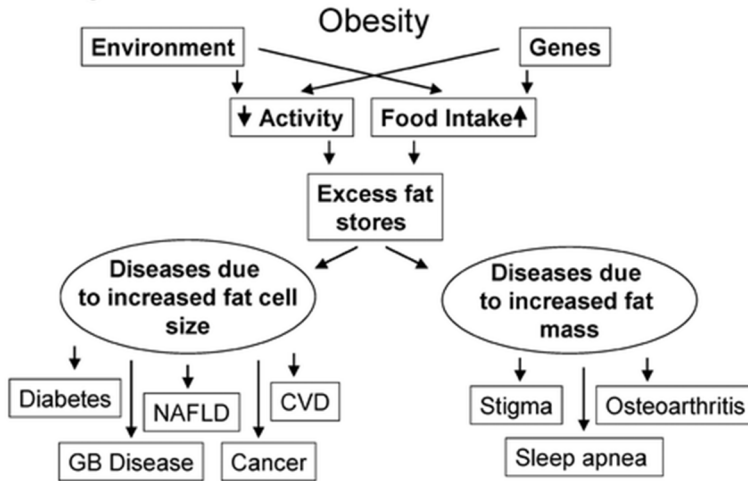 Obesity
Environment
Genes
Activity
Food Intake
Excess fat
stores
Diseases due
to increased fat cell
size
Diseases due
to increased fat
mass
Diabetes
NAFLD
CVD
GB Disease
Cancer
Stigma
Osteoarthritis
Sleep apnea